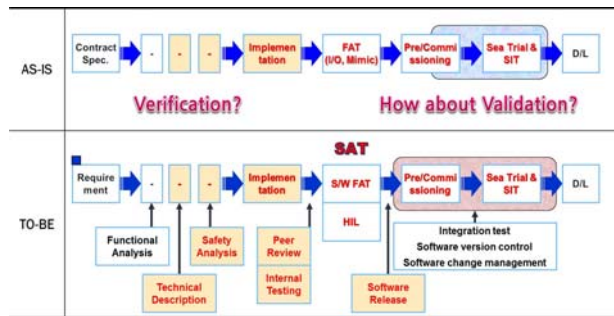 AS-IS
Contract
Spec.
-
-
-
Implemen
tation
FAT
(I/O, Mimic)
Pre/Commi
ssioning
Sea Trial &
SIT
D/L
Verification?
How about Validation?
TO-BE
SAT
Require
ment
-
-
-
Implemen
tation
S/W FAT
HIL
Pre/Commi
ssioning
Sea Trial &
SIT
D/L
Functional
Analysis
Safety
Analysis
Peer
Review
Internal
Testing
Technical
Description
Software
Release
Integration test
Software version control
Software change management